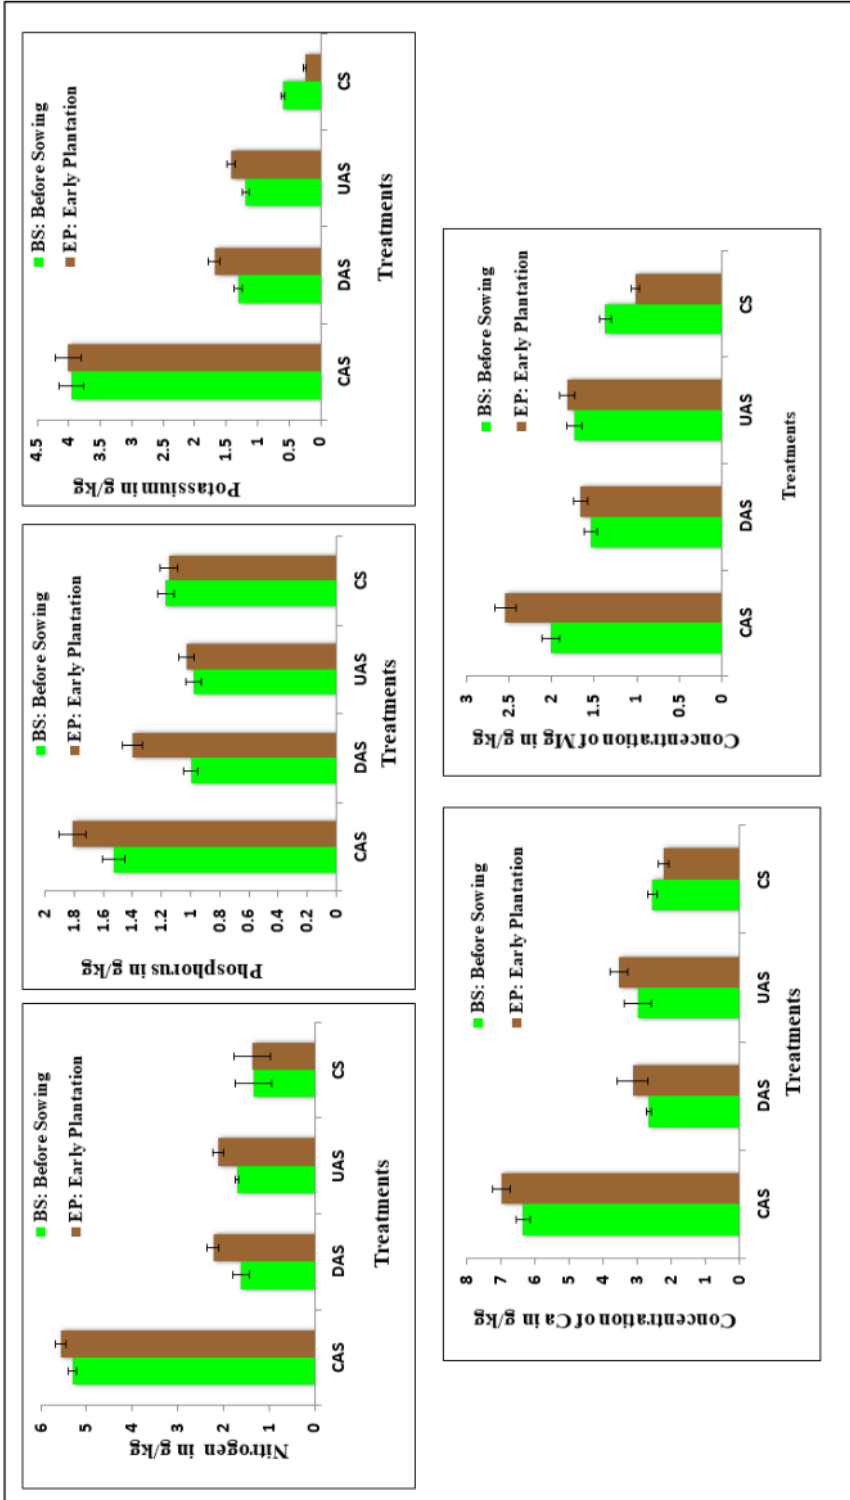 BS: Before Sowing
EP: Early Plantation
Nitrogen in g/kg
6
5
4
3
2
1
0
CAS DAS UAS CS
Treatments
BS: Before Sowing
EP: Early Plantation
Phosphorus in g/kg
2
1.8
1.6
1.4
1.2
1
0.8
0.6
0.4
0.2
0
CAS DAS UAS CS
Treatments
BS: Before Sowing
EP: Early Plantation
Potassium in g/kg
4.5
4
3.5
3
2.5
2
1.5
1
0.5
0
CAS DAS UAS CS
Treatments
BS: Before Sowing
EP: Early Plantation
Concentration of Ca in g/kg
8
7
6
5
4
3
2
1
0
CAS DAS UAS CS
Treatments
BS: Before Sowing
EP: Early Plantation
Concentration of Mg in g/kg
3
2.5
2
1.5
1
0.5
0
CAS DAS UAS CS
Treatments